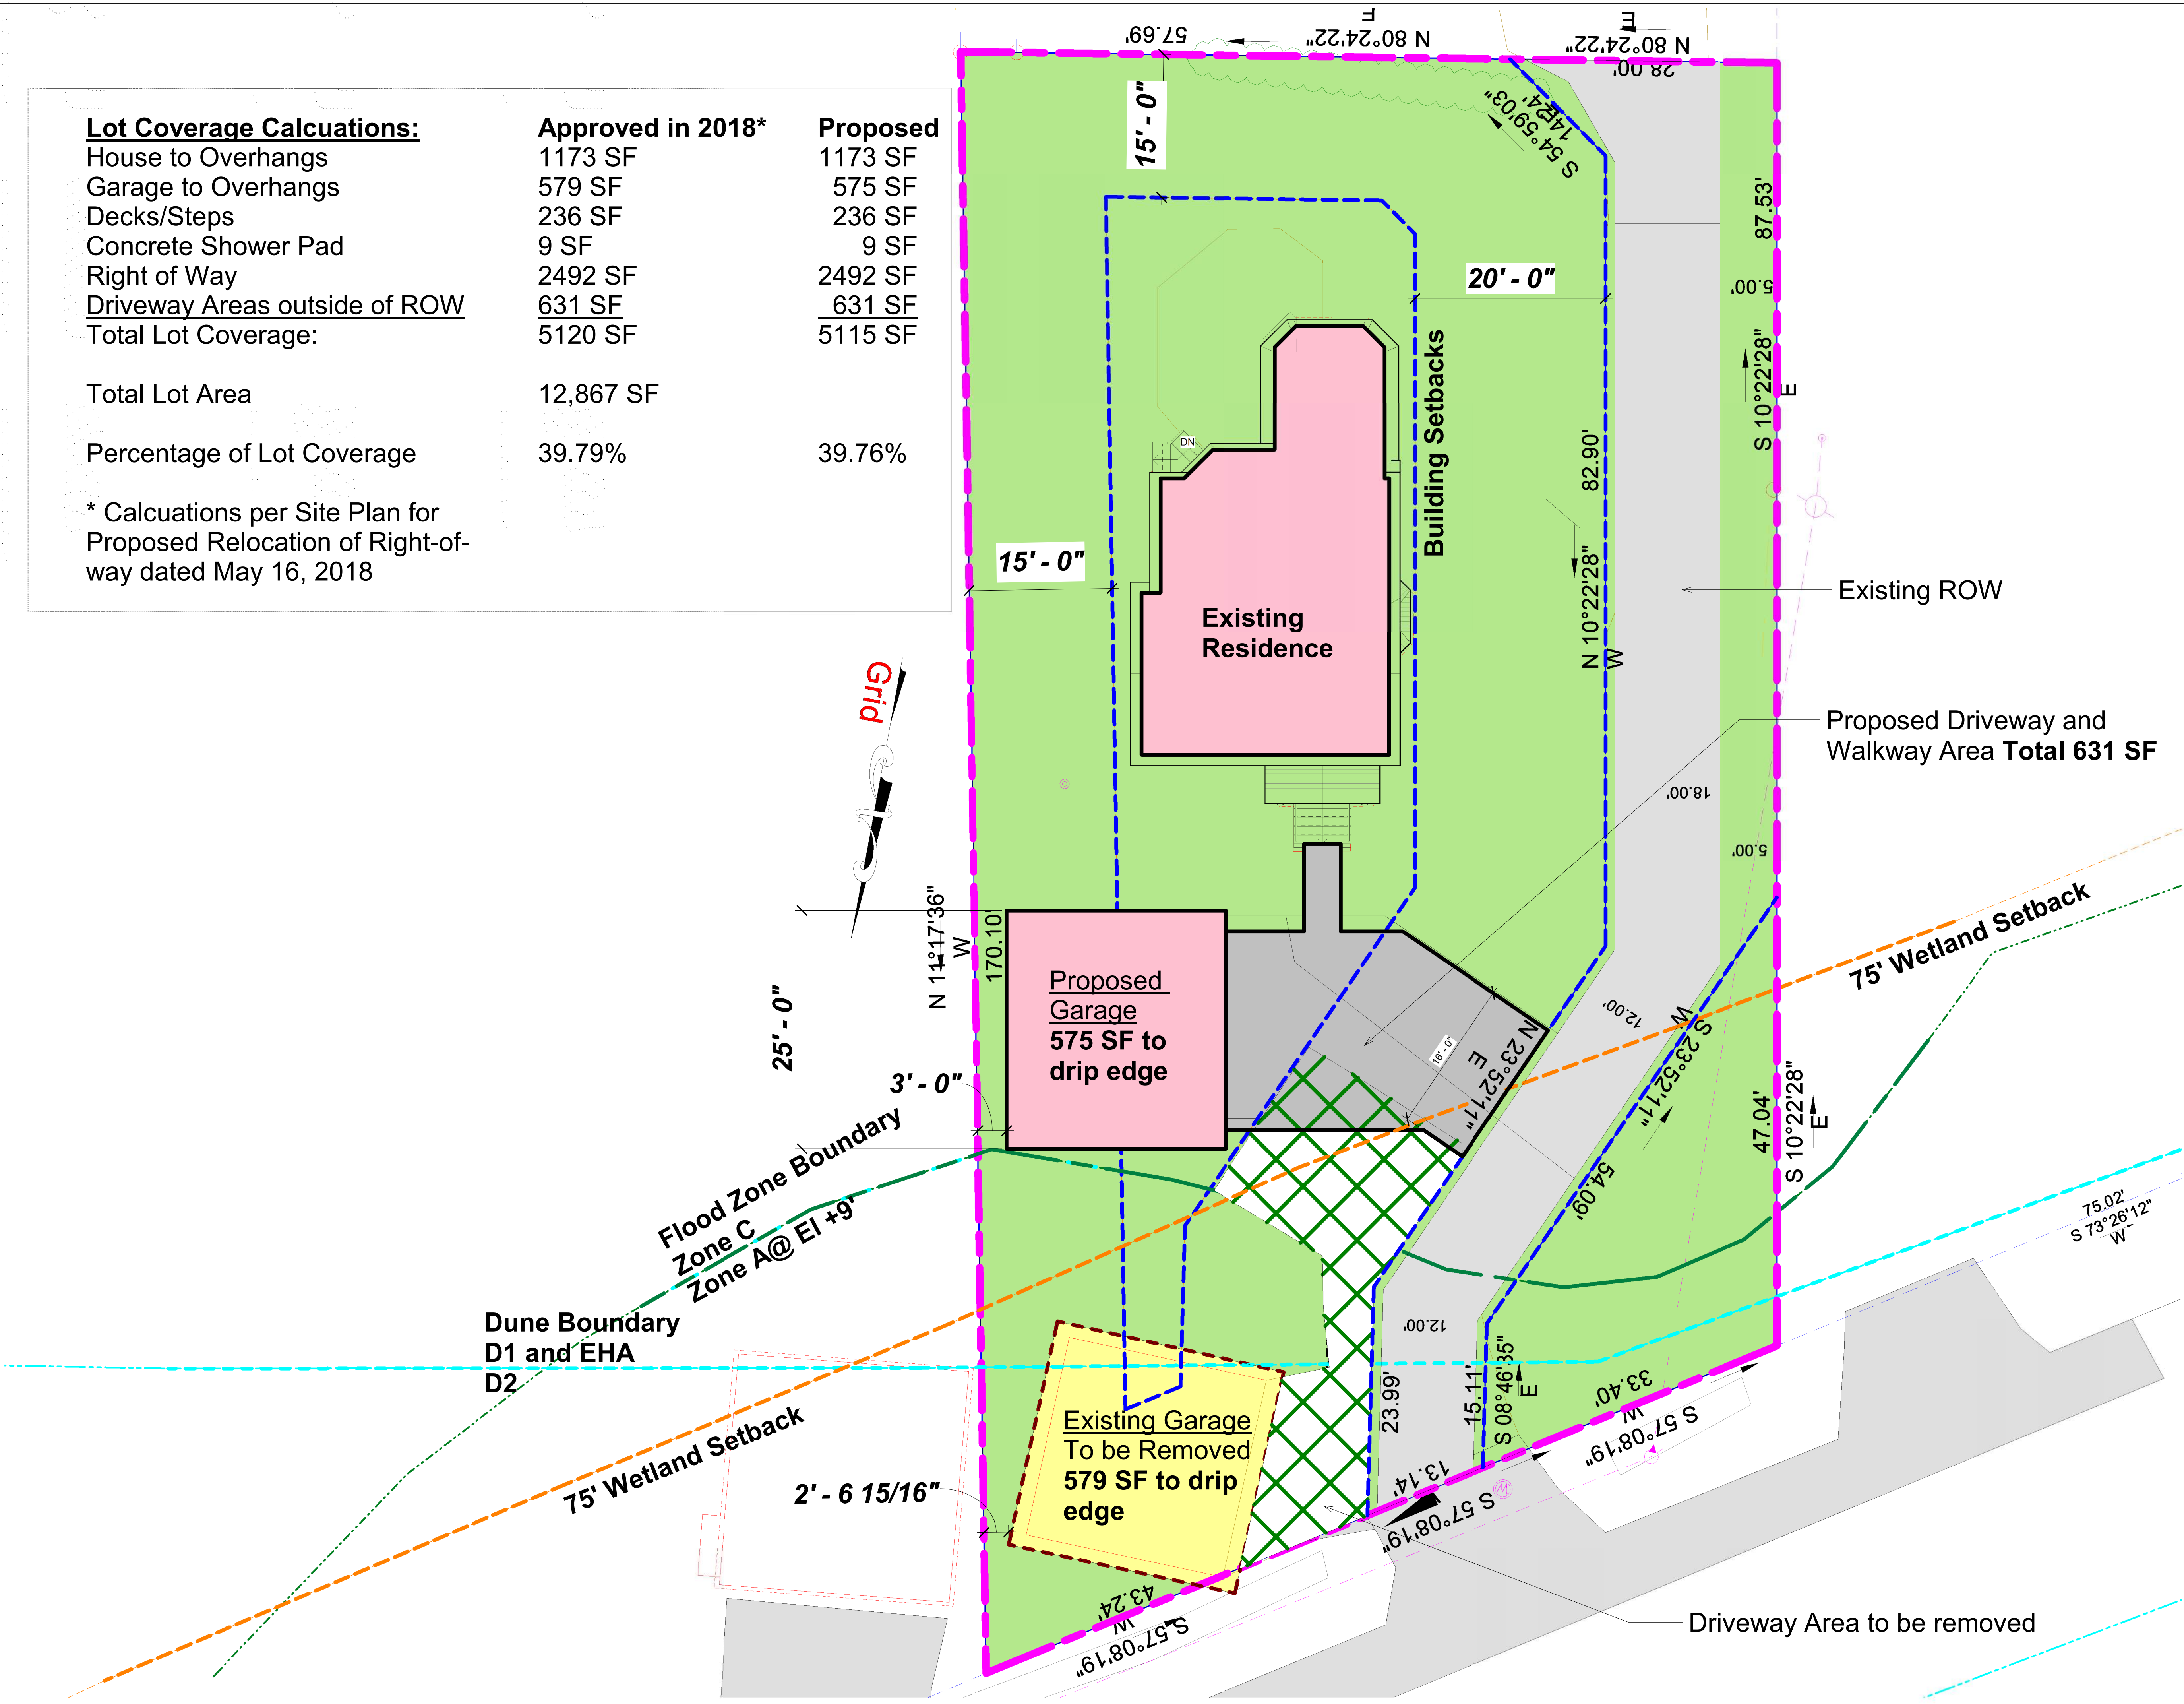 Lot Coverage Calcuations: Approved in 2018* Proposed
House to Overhangs 1173 SF 1173 SF
Garage to Overhangs 579 SF 575 SF
Decks/Steps 236 SF 236 SF
Concrete Shower Pad 9 SF 9 SF
Right of Way 2492 SF 2492 SF
Driveway Areas outside of ROW 631 SF 631 SF
Total Lot Coverage: 5120 SF 5115 SF
Total Lot Area 12,867 SF
Percentage of Lot Coverage 39.79% 39.76%
* Calcuations per Site Plan for
Proposed Relocation of Right-of-
way dated May 16, 2018
57.69'
N 80°24'22"
E
N 80°24'22"
E
28.00'
15' - 0"
14.24'
S 54°59'03"
E
87.53'
5.00'
S 10°22'28"
E
20' - 0"
Building Setbacks
DN
82.90'
N 10°22'28"
W
15' - 0"
Existing
Residence
Existing ROW
Proposed Driveway and
Walkway Area Total 631 SF
18.00'
5.00'
Grid
75' Wetland Setback
N 11°17'36"
W
170.10'
25' - 0"
3' - 0"
Proposed
Garage
575 SF to
drip edge
16' - 0"
N 23°52'11"
E
12.00'
S 23°52'11"
W
54.09'
47.04'
S 10°22'28"
E
Flood Zone Boundary
Zone C
Zone A@ El +9'
75.02'
S 73°26'12"
W
Dune Boundary
D1 and EHA
D2
75' Wetland Setback
12.00'
23.99'
15.11'
S 08°46'35"
E
33.40'
S 57°08'19"
W
Existing Garage
To be Removed
579 SF to drip
edge
2' - 6 15/16"
13.14'
S 57°08'19"
W
43.24'
S 57°08'19"
W
Driveway Area to be removed